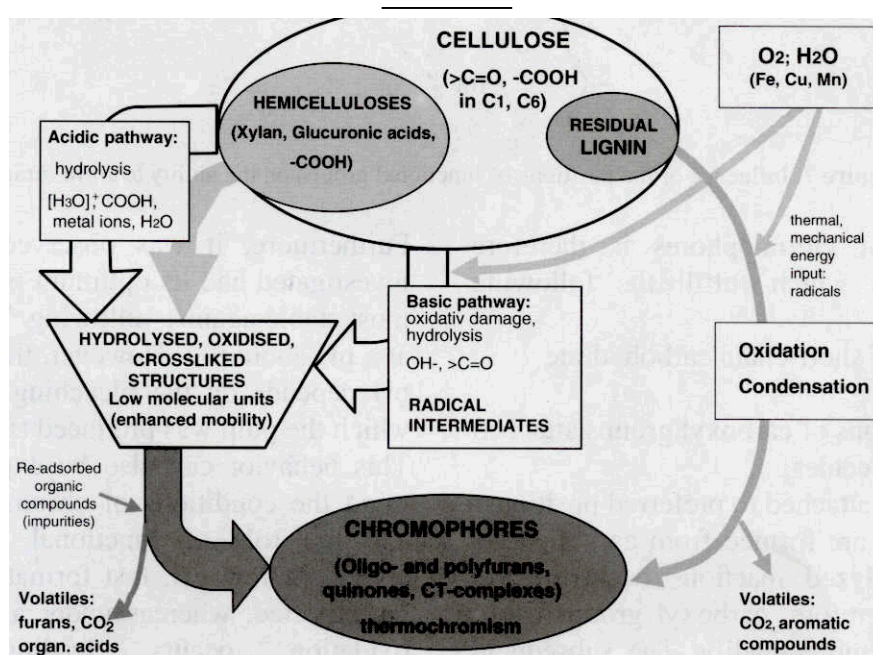 CELLULOSE
(>C=O, -COOH
in C1, C6)
HEMICELLULOSES
(Xylan, Glucuronic acids,
-COOH)
RESIDUAL
LIGNIN
O2; H2O
(Fe, Cu, Mn)
Acidic pathway:
hydrolysis
[H3O]+, COOH,
metal ions, H2O
thermal,
mechanical
energy
input:
radicals
Basic pathway:
oxidativ damage,
hydrolysis
OH-, >C=O
RADICAL
INTERMEDIATES
HYDROLYSED, OXIDISED,
CROSS-LIKED
STRUCTURES
Low molecular units
(enhanced mobility)
Oxidation
Condensation
Re-adsorbed
organic
compounds
(impurities)
CHROMOPHORES
(Oligo- and polyfurans,
quinones, CT-complexes)
thermochromism
Volatiles:
furans, CO2
organ. acids
Volatiles:
CO2, aromatic
compounds